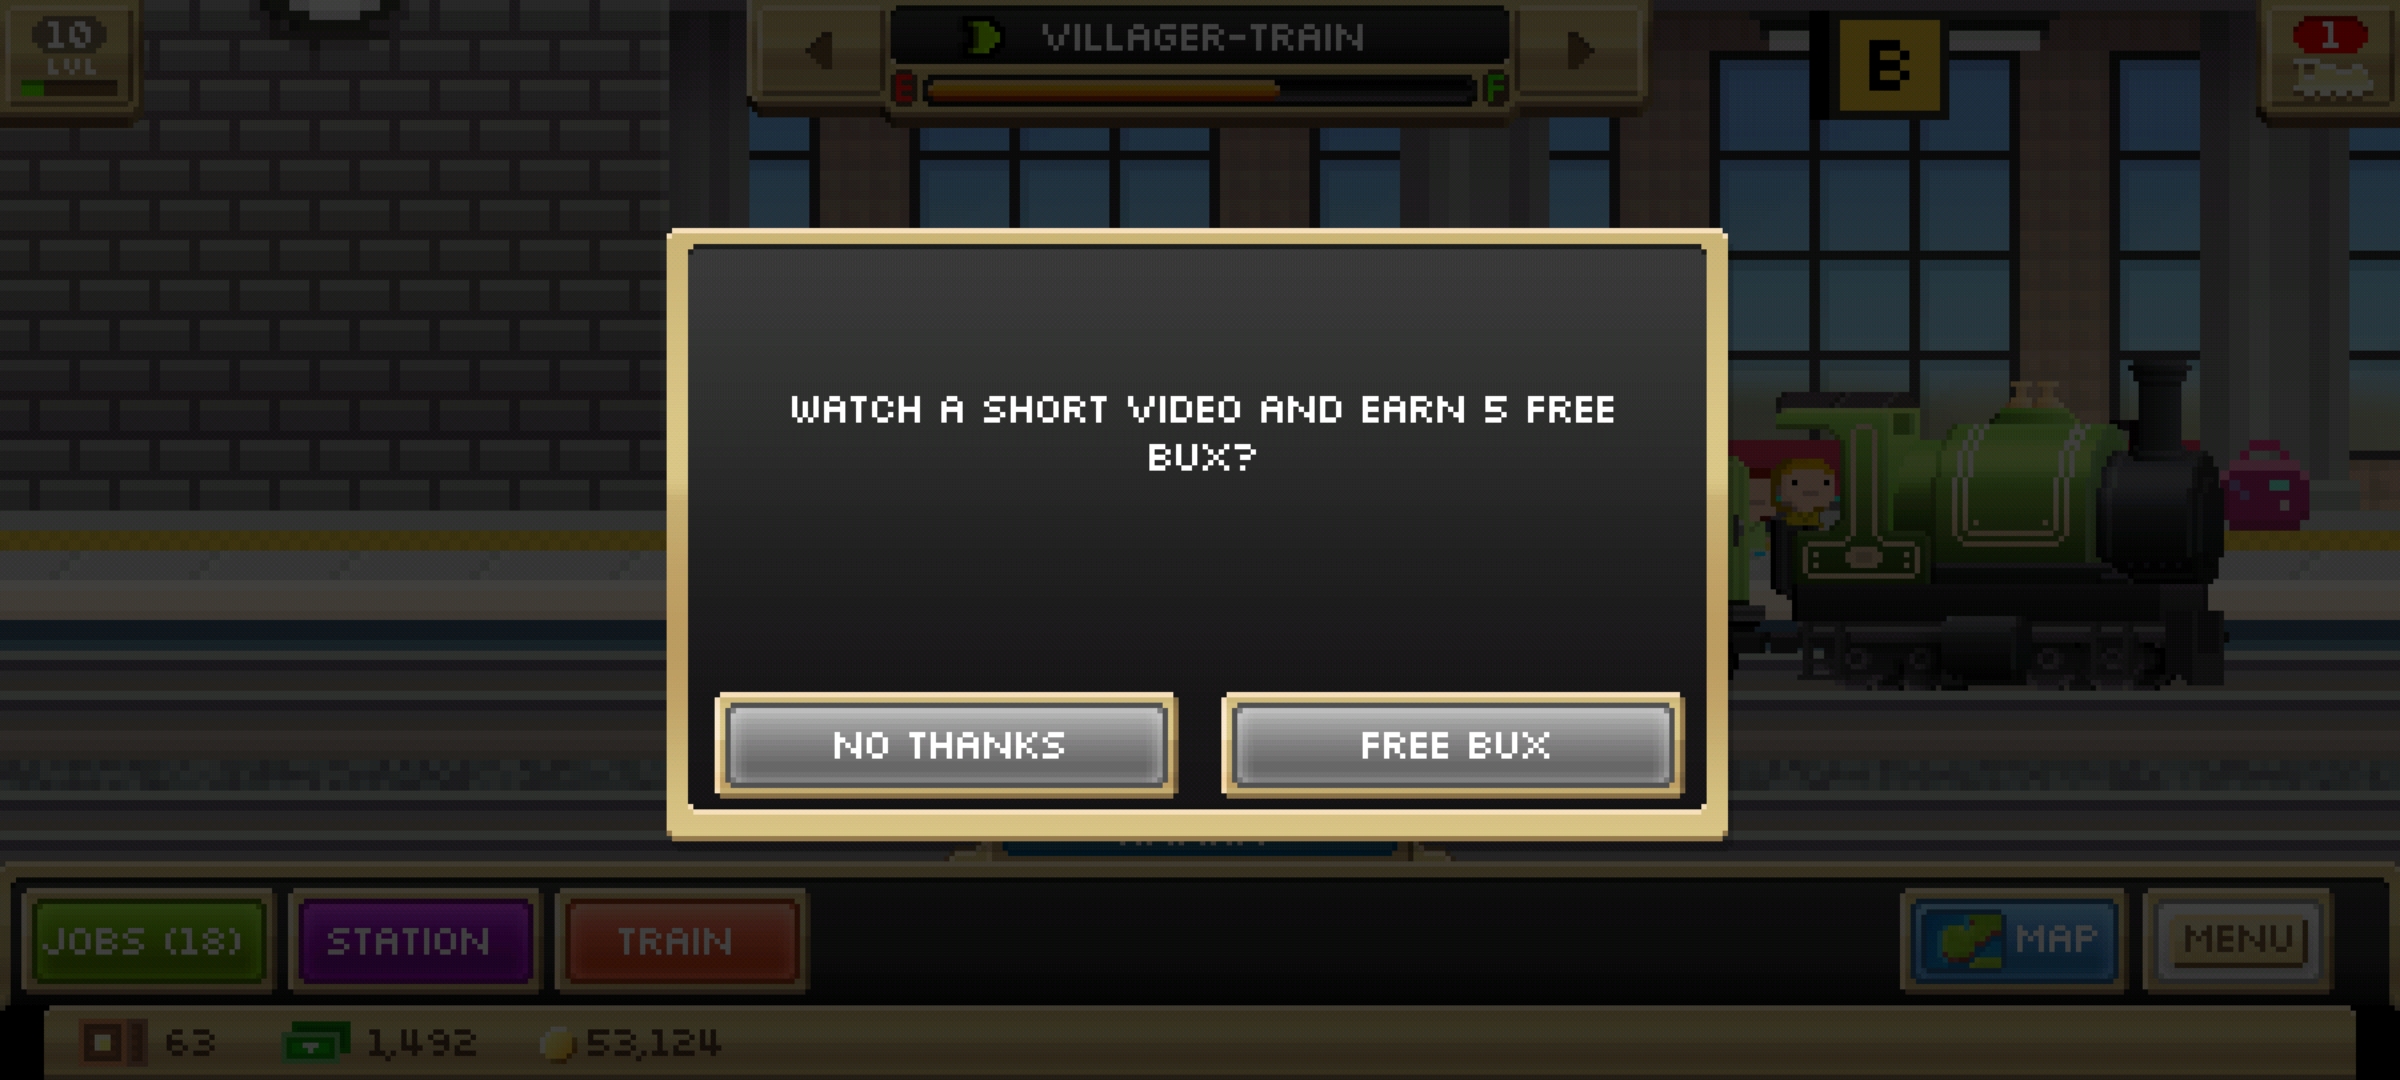 10
LVL
VILLAGER-TRAIN
E
F
B
1
WATCH A SHORT VIDEO AND EARN 5 FREE
BUX?
NO THANKS
FREE BUX
JOBS (18)
STATION
TRAIN
MAP
MENU
63
1,492
53,124